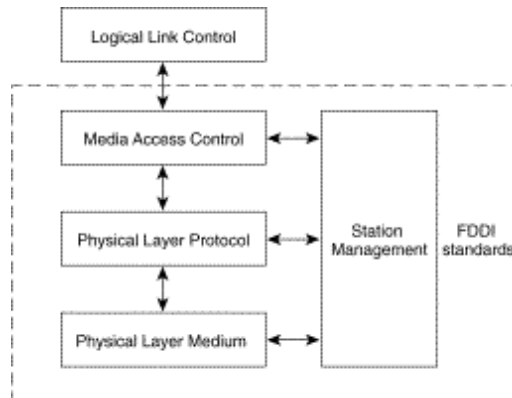 Logical Link Control
Media Access Control
Physical Layer Protocol
Physical Layer Medium
Station
Management
FDDI
standards